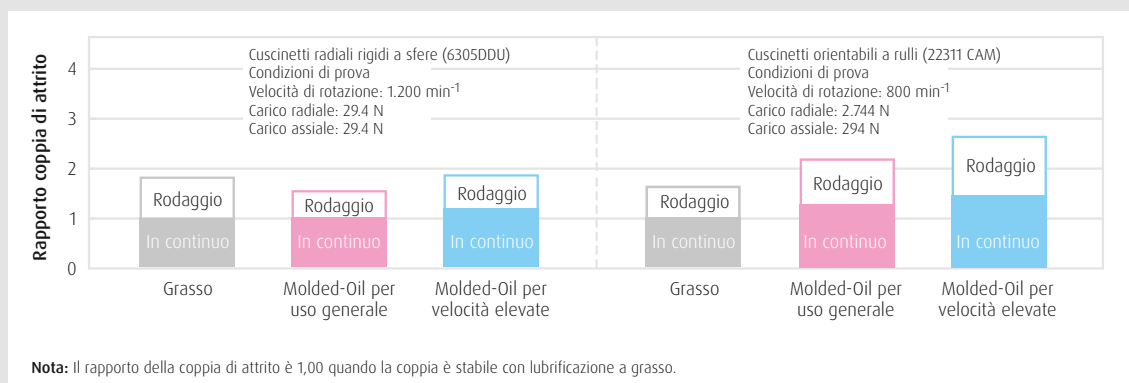 Rapporto coppia di attrito
4
3
2
1
0
Cuscinetti radiali rigidi a sfere (6305DDU)
Condizioni di prova
Velocità di rotazione: 1.200 min⁻¹
Carico radiale: 29.4 N
Carico assiale: 29.4 N
Cuscinetti orientabili a rulli (22311 CAM)
Condizioni di prova
Velocità di rotazione: 800 min⁻¹
Carico radiale: 2.744 N
Carico assiale: 294 N
Rodaggio
In continuo
Rodaggio
In continuo
Rodaggio
In continuo
Rodaggio
In continuo
Rodaggio
In continuo
Rodaggio
In continuo
Grasso
Molded-Oil per
uso generale
Molded-Oil per
velocità elevate
Grasso
Molded-Oil per
uso generale
Molded-Oil per
velocità elevate
Nota: Il rapporto della coppia di attrito è 1,00 quando la coppia è stabile con lubrificazione a grasso.